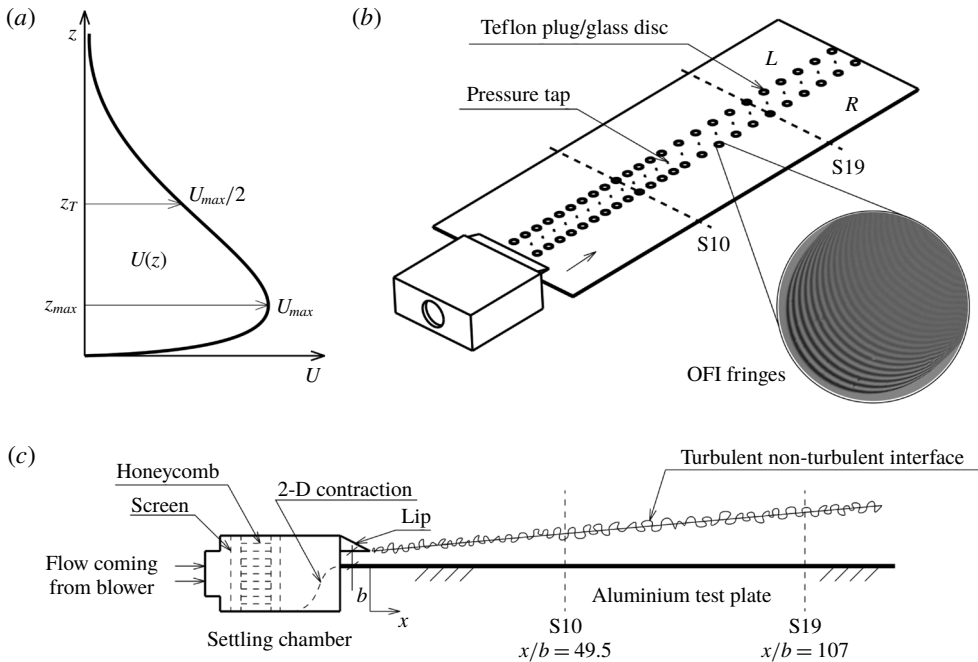 (a)
z
z_T
U_max/2
U(z)
z_max
U_max
U
(b)
Teflon plug/glass disc
L
Pressure tap
R
S19
S10
OFI fringes
(c)
Honeycomb
2-D contraction
Turbulent non-turbulent interface
Screen
Lip
Flow coming
from blower
b
x
Aluminium test plate
Settling chamber
S10
S19
x/b = 49.5
x/b = 107